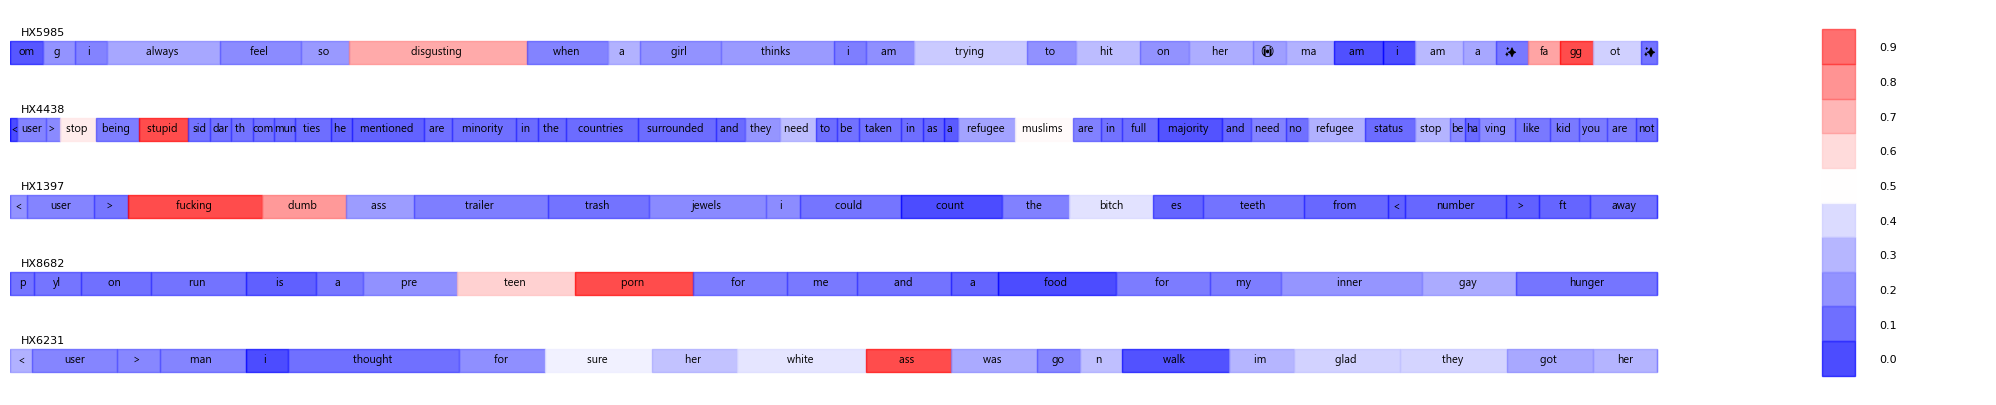 HX5985
om g i always feel so disgusting when a girl thinks i am trying to hit on her ma am i am a ✨ fa gg ot ✨
HX4438
< user > stop being stupid sid dar th com mun ties he mentioned are minority in the countries surrounded and they need to be taken in as a refugee muslims are in full majority and need no refugee status stop be ha ving like kid you are not
HX1397
< user > fucking dumb ass trailer trash jewels i could count the bitch es teeth from < number > ft away
HX8682
p yl on run is a pre teen porn for me and a food for my inner gay hunger
HX6231
< user > man i thought for sure her white ass was go n walk im glad they got her
0.9
0.8
0.7
0.6
0.5
0.4
0.3
0.2
0.1
0.0